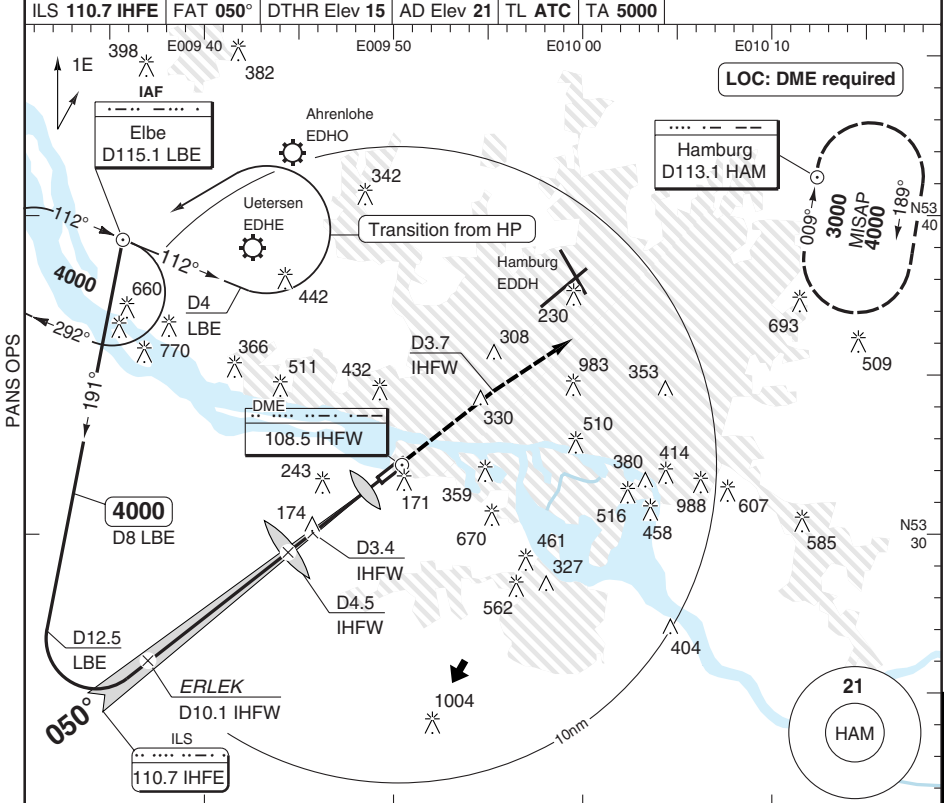 ILS 110.7 IHFE FAT 050° DTHR Elev 15 AD Elev 21 TL ATC TA 5000
E009 40
E009 50
E010 00
E010 10
398
382
1E
IAF
Elbe
D115.1 LBE
Ahrenlohe
EDHO
LOC: DME required
Hamburg
D113.1 HAM
342
Uetersen
EDHE
Transition from HP
009°
3000
MISAP
4000
189°
N53
40
112°
112°
4000
660
442
D4
LBE
Hamburg
EDDH
230
693
509
292°
770
366
511
432
D3.7
IHFW
308
983
353
PANS OPS
191°
DME
108.5 IHFW
330
510
380
414
243
171
359
516
458
988
607
585
4000
D8 LBE
174
670
N53
30
D3.4
IHFW
461
327
562
D4.5
IHFW
404
D12.5
LBE
ERLEK
D10.1 IHFW
050°
1004
10nm
21
HAM
ILS
110.7 IHFE